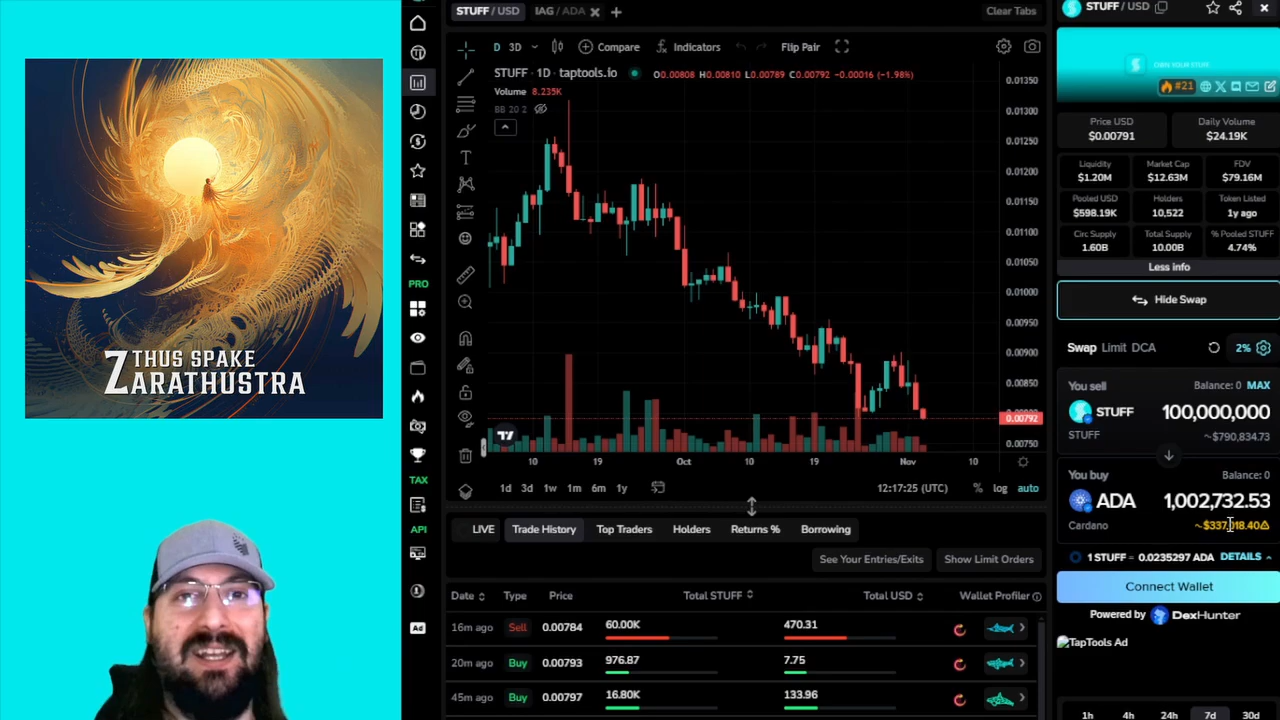 THUS SPAKE
ZARATHUSTRA
STUFF / USD
IAG / ADA
Clear Tabs
D 3D
Compare
Indicators
Flip Pair
STUFF · 1D · taptools.io
O0.00808 H0.00810 L0.00789 C0.00792 −0.00016 (−1.98%)
Volume 8.235K
BB 20 2
0.01350
0.01300
0.01250
0.01200
0.01150
0.01100
0.01050
0.01000
0.00950
0.00900
0.00850
0.00792
0.00750
10 19 Oct 10 19 Nov 10
1d 3d 1w 1m 6m 1y
12:17:25 (UTC)
% log auto
PRO
TAX
API
Ad
LIVE Trade History Top Traders Holders Returns % Borrowing
See Your Entries/Exits
Show Limit Orders
Date Type Price Total STUFF Total USD Wallet Profiler
16m ago Sell 0.00784 60.00K 470.31
20m ago Buy 0.00793 976.87 7.75
45m ago Buy 0.00797 16.80K 133.96
STUFF / USD
OWN YOUR STUFF
#21
Price USD
$0.00791
Daily Volume
$24.19K
Liquidity
$1.20M
Market Cap
$12.63M
FDV
$79.16M
Pooled USD
$598.19K
Holders
10,522
Token Listed
1y ago
Circ Supply
1.60B
Total Supply
10.00B
% Pooled STUFF
4.74%
Less info
Hide Swap
Swap Limit DCA
2%
You sell
Balance: 0 MAX
STUFF 100,000,000
STUFF ~$790,834.73
You buy
Balance: 0
ADA 1,002,732.53
Cardano
1 STUFF = 0.0235297 ADA DETAILS
Connect Wallet
Powered by DexHunter
TapTools Ad
1h 4h 24h 7d 30d